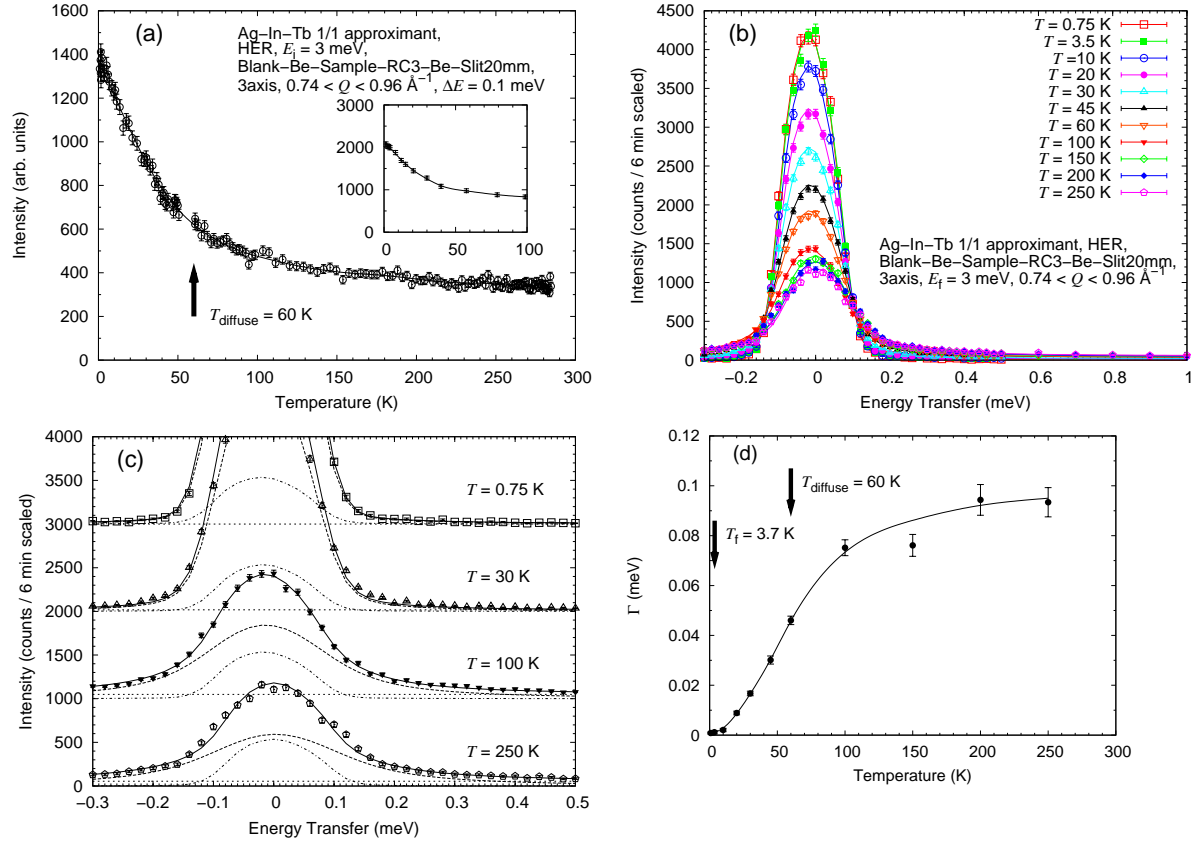 (a)
Ag−In−Tb 1/1 approximant,
HER, Ei = 3 meV,
Blank−Be−Sample−RC3−Be−Slit20mm,
3axis, 0.74 < Q < 0.96 Å−1, ΔE = 0.1 meV
Intensity (arb. units)
0
200
400
600
800
1000
1200
1400
1600
0
50
100
150
200
250
300
Temperature (K)
Tdiffuse = 60 K
0
1000
2000
3000
0
20
40
60
80
100
(b)
T = 0.75 K
T = 3.5 K
T =10 K
T = 20 K
T = 30 K
T = 45 K
T = 60 K
T = 100 K
T = 150 K
T = 200 K
T = 250 K
Ag−In−Tb 1/1 approximant, HER,
Blank−Be−Sample−RC3−Be−Slit20mm,
3axis, Ef = 3 meV, 0.74 < Q < 0.96 Å−1
Intensity (counts / 6 min scaled)
0
500
1000
1500
2000
2500
3000
3500
4000
4500
−0.2
0
0.2
0.4
0.6
0.8
1
Energy Transfer (meV)
(c)
T = 0.75 K
T = 30 K
T = 100 K
T = 250 K
Intensity (counts / 6 min scaled)
0
500
1000
1500
2000
2500
3000
3500
4000
−0.3
−0.2
−0.1
0
0.1
0.2
0.3
0.4
0.5
Energy Transfer (meV)
(d)
Tdiffuse = 60 K
Tf = 3.7 K
Γ (meV)
0
0.02
0.04
0.06
0.08
0.1
0.12
0
50
100
150
200
250
300
Temperature (K)